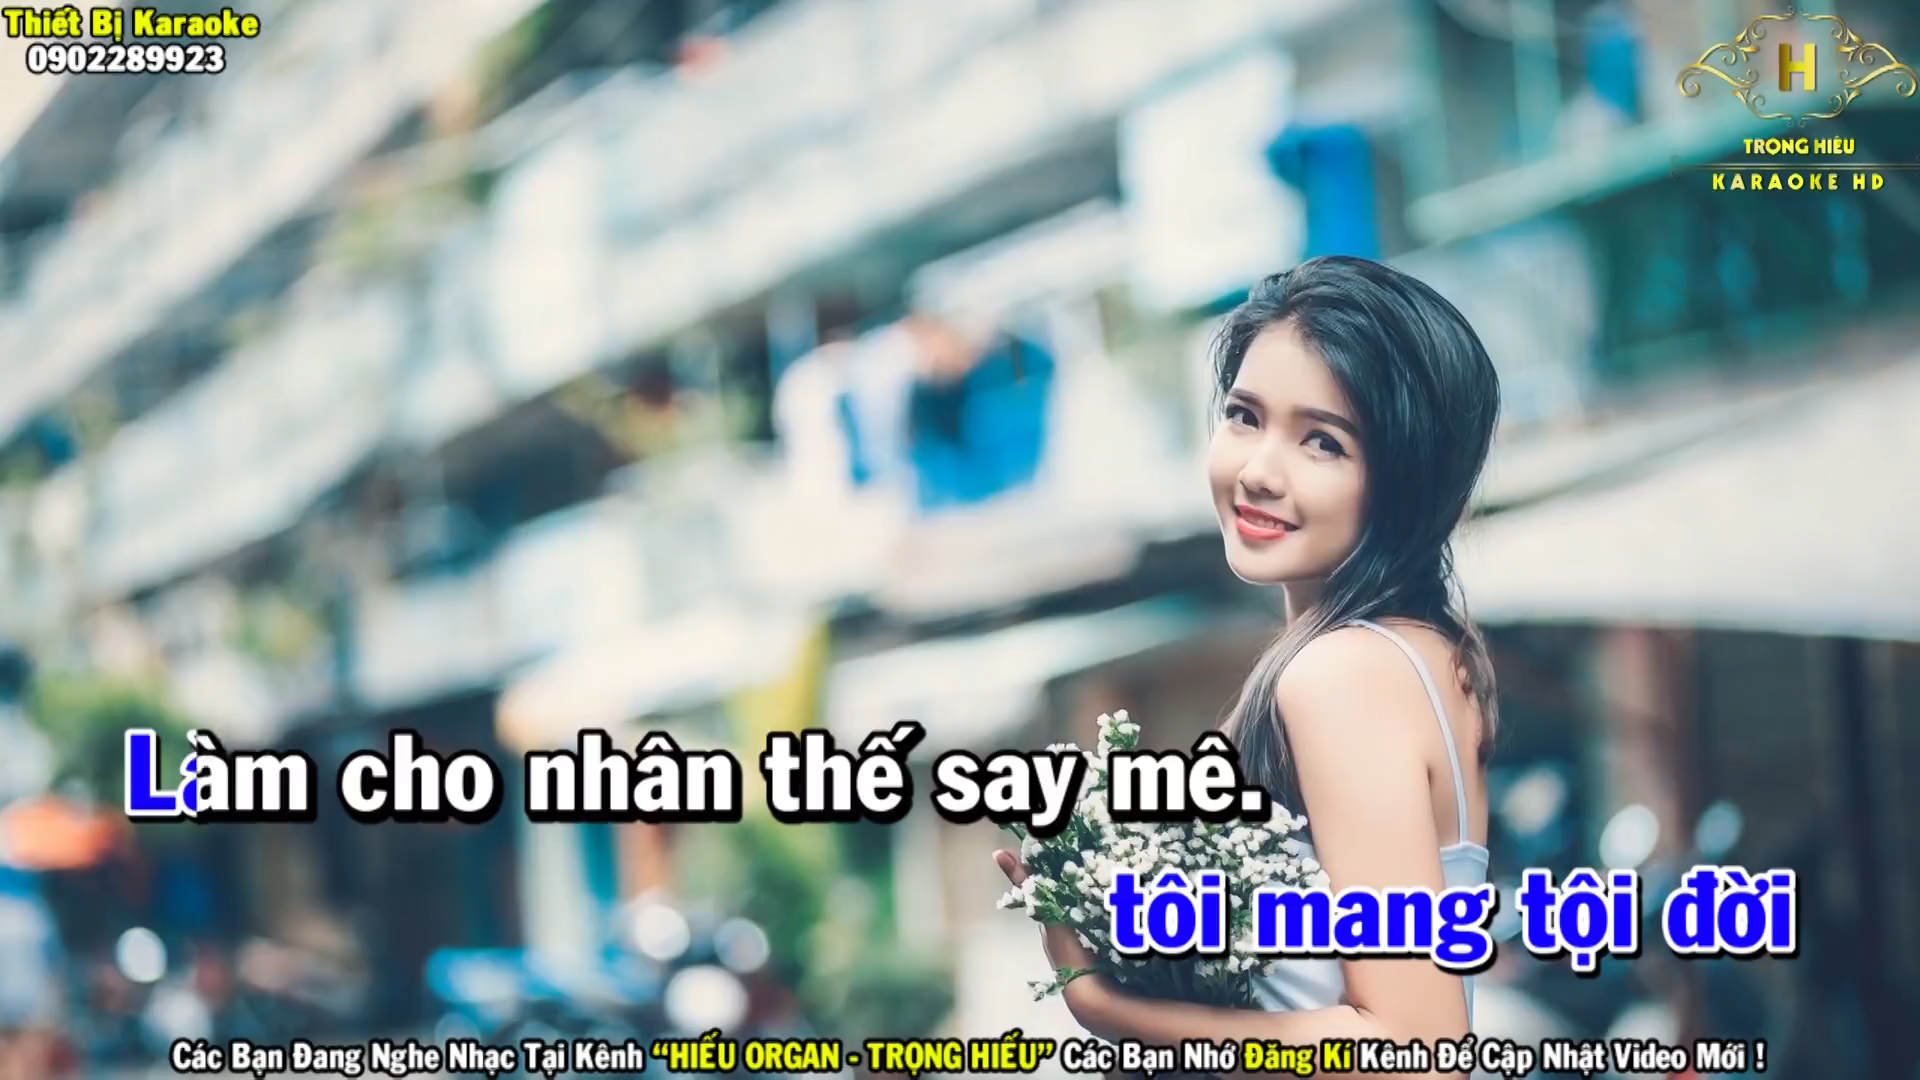 Thiết Bị Karaoke
0902289923
H
TRỌNG HIẾU
KARAOKE HD
Làm cho nhân thế say mê.
tôi mang tội đời
Các Bạn Đang Nghe Nhạc Tại Kênh “HIẾU ORGAN - TRỌNG HIẾU” Các Bạn Nhớ Đăng Kí Kênh Để Cập Nhật Video Mới !